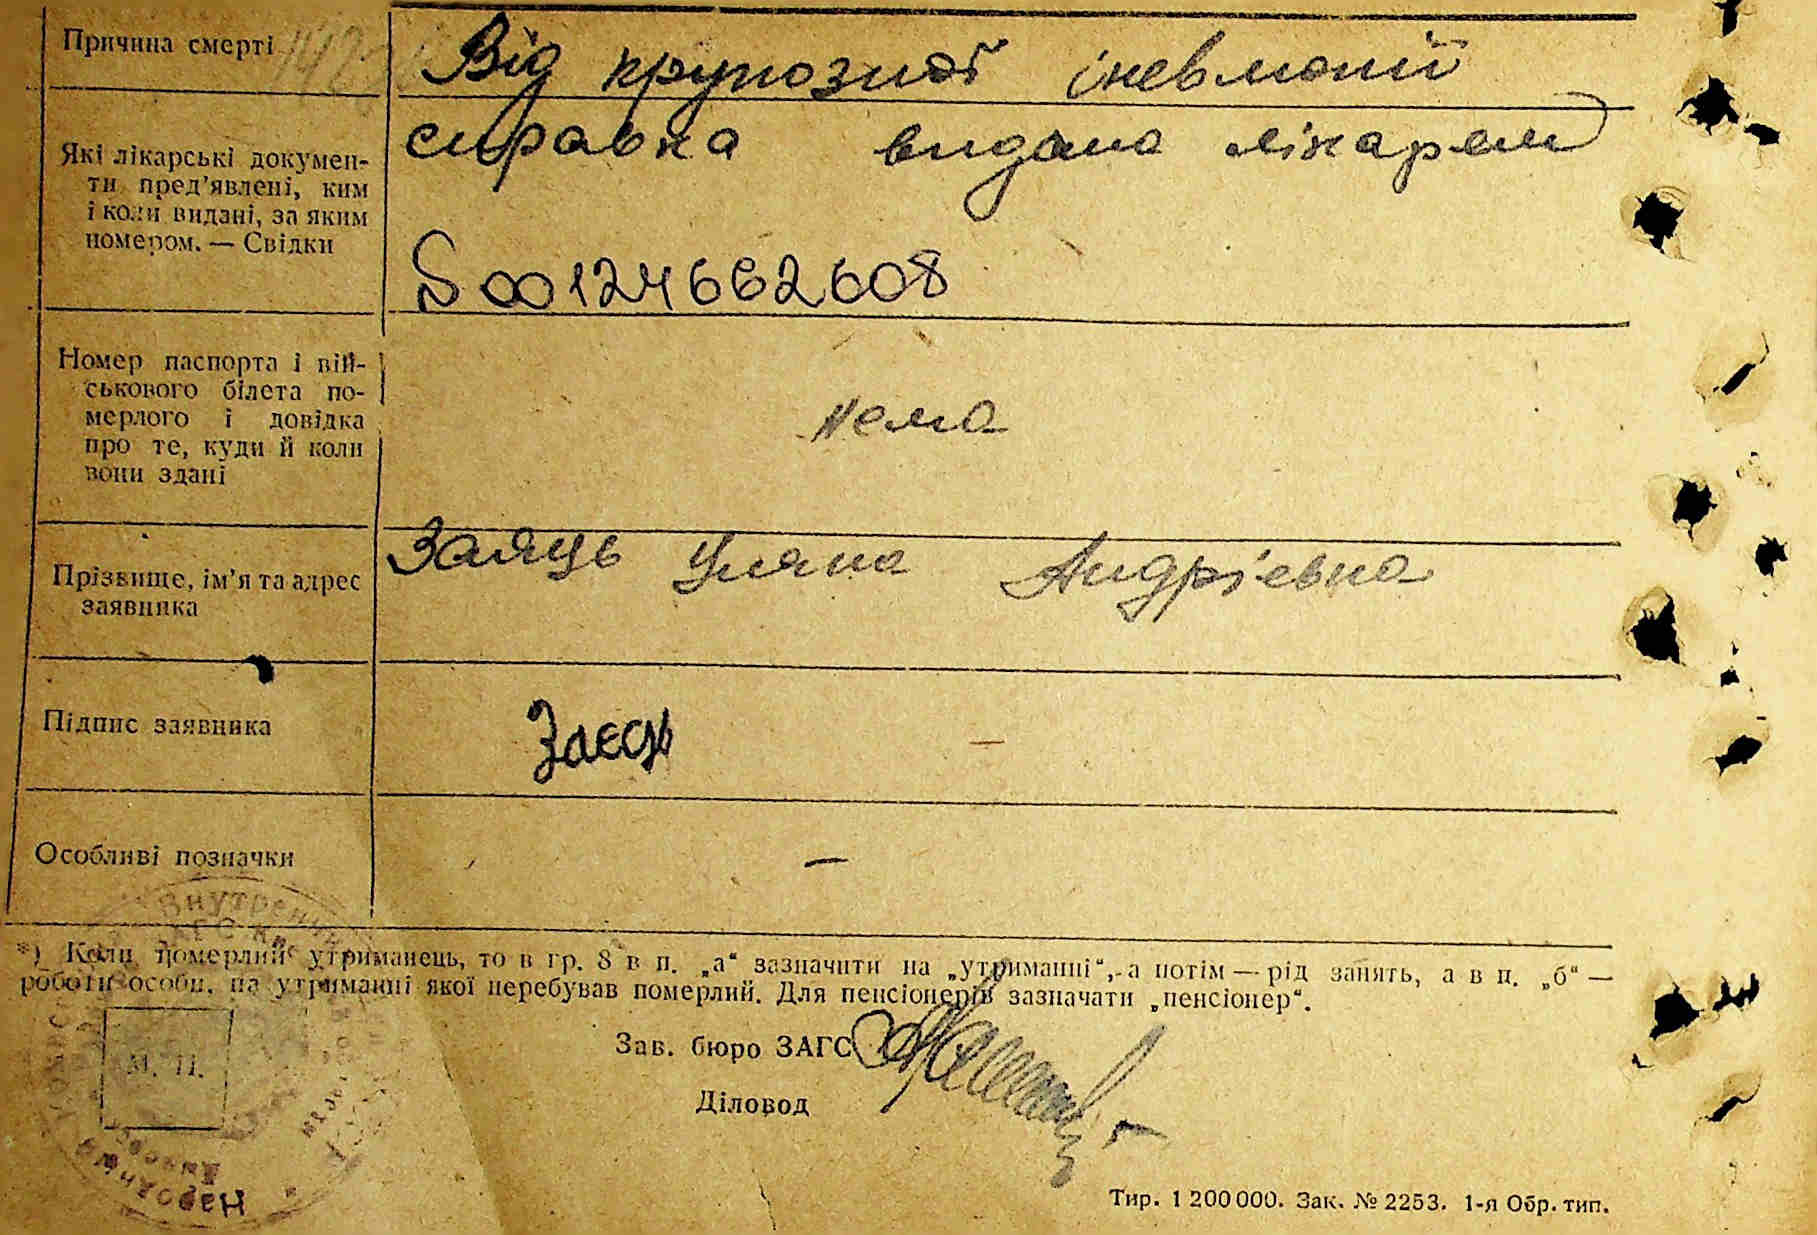 Причина смерті
Від крупозної пневмонії
Які лікарські докумен-
ти пред’явлені, ким
і коли видані, за яким
номером. — Свідки
справка видана лікарем
S00124662608
Номер паспорта і вій-
ськового білета по-
мерлого і довідка
про те, куди й коли
вони здані
нема
Прізвище, ім’я та адрес
заявника
Заяць Уляна Андрієвна
Підпис заявника
Заєць
Особливі позначки
—
*) Коли померлий утриманець, то в гр. 8 в п. „а“ зазначити на „утриманні“, а потім — рід занять, а в п. „б“ —
роботи особи, на утриманні якої перебував померлий. Для пенсіонерів зазначати „пенсіонер“.
М. П.
Зав. бюро ЗАГС
Діловод
Тир. 1 200 000. Зак. № 2253. 1-я Обр. тип.